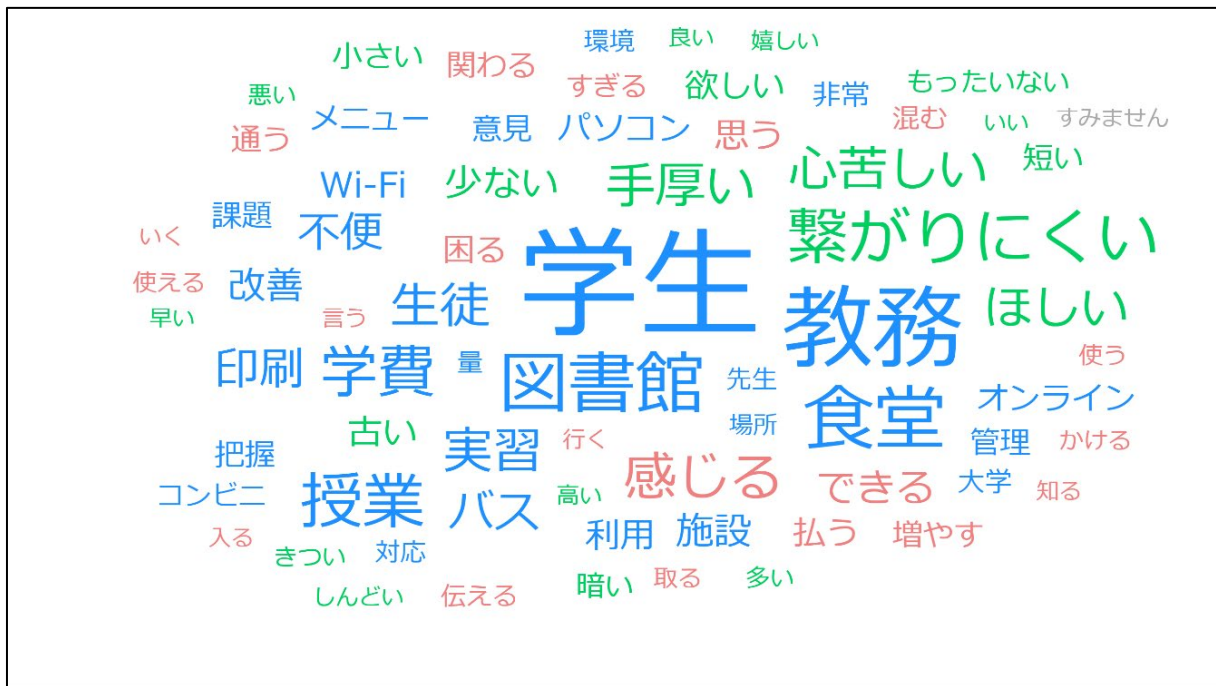 環境 良い 嬉しい
小さい 関わる すぎる 欲しい 非常 もったいない
悪い メニュー 意見 パソコン 思う 混む いい すみません
通う Wi-Fi 少ない 手厚い 心苦しい 短い
課題 不便 困る 学生 繋がりにくい
いく 使える 改善 生徒 教務 ほしい
早い 言う
印刷 学費 量 図書館 先生 食堂 使う
オンライン
古い 実習 行く 場所 管理 かける
把握 コンビニ 授業 バス 高い 感じる できる 大学 知る
入る きつい 対応 利用 施設 払う 増やす
しんどい 伝える 暗い 取る 多い